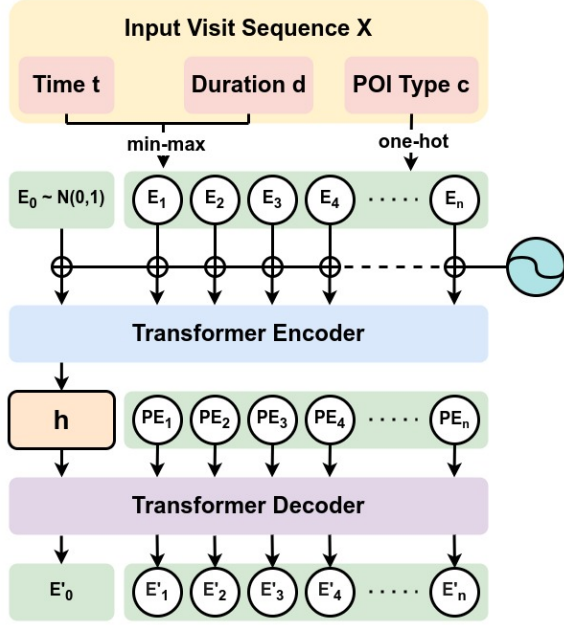 Input Visit Sequence X
Time t Duration d POI Type c
min-max one-hot
E₀ ~ N(0,1) E₁ E₂ E₃ E₄ ····· Eₙ
Transformer Encoder
h PE₁ PE₂ PE₃ PE₄ ····· PEₙ
Transformer Decoder
E'₀ E'₁ E'₂ E'₃ E'₄ ····· E'ₙ